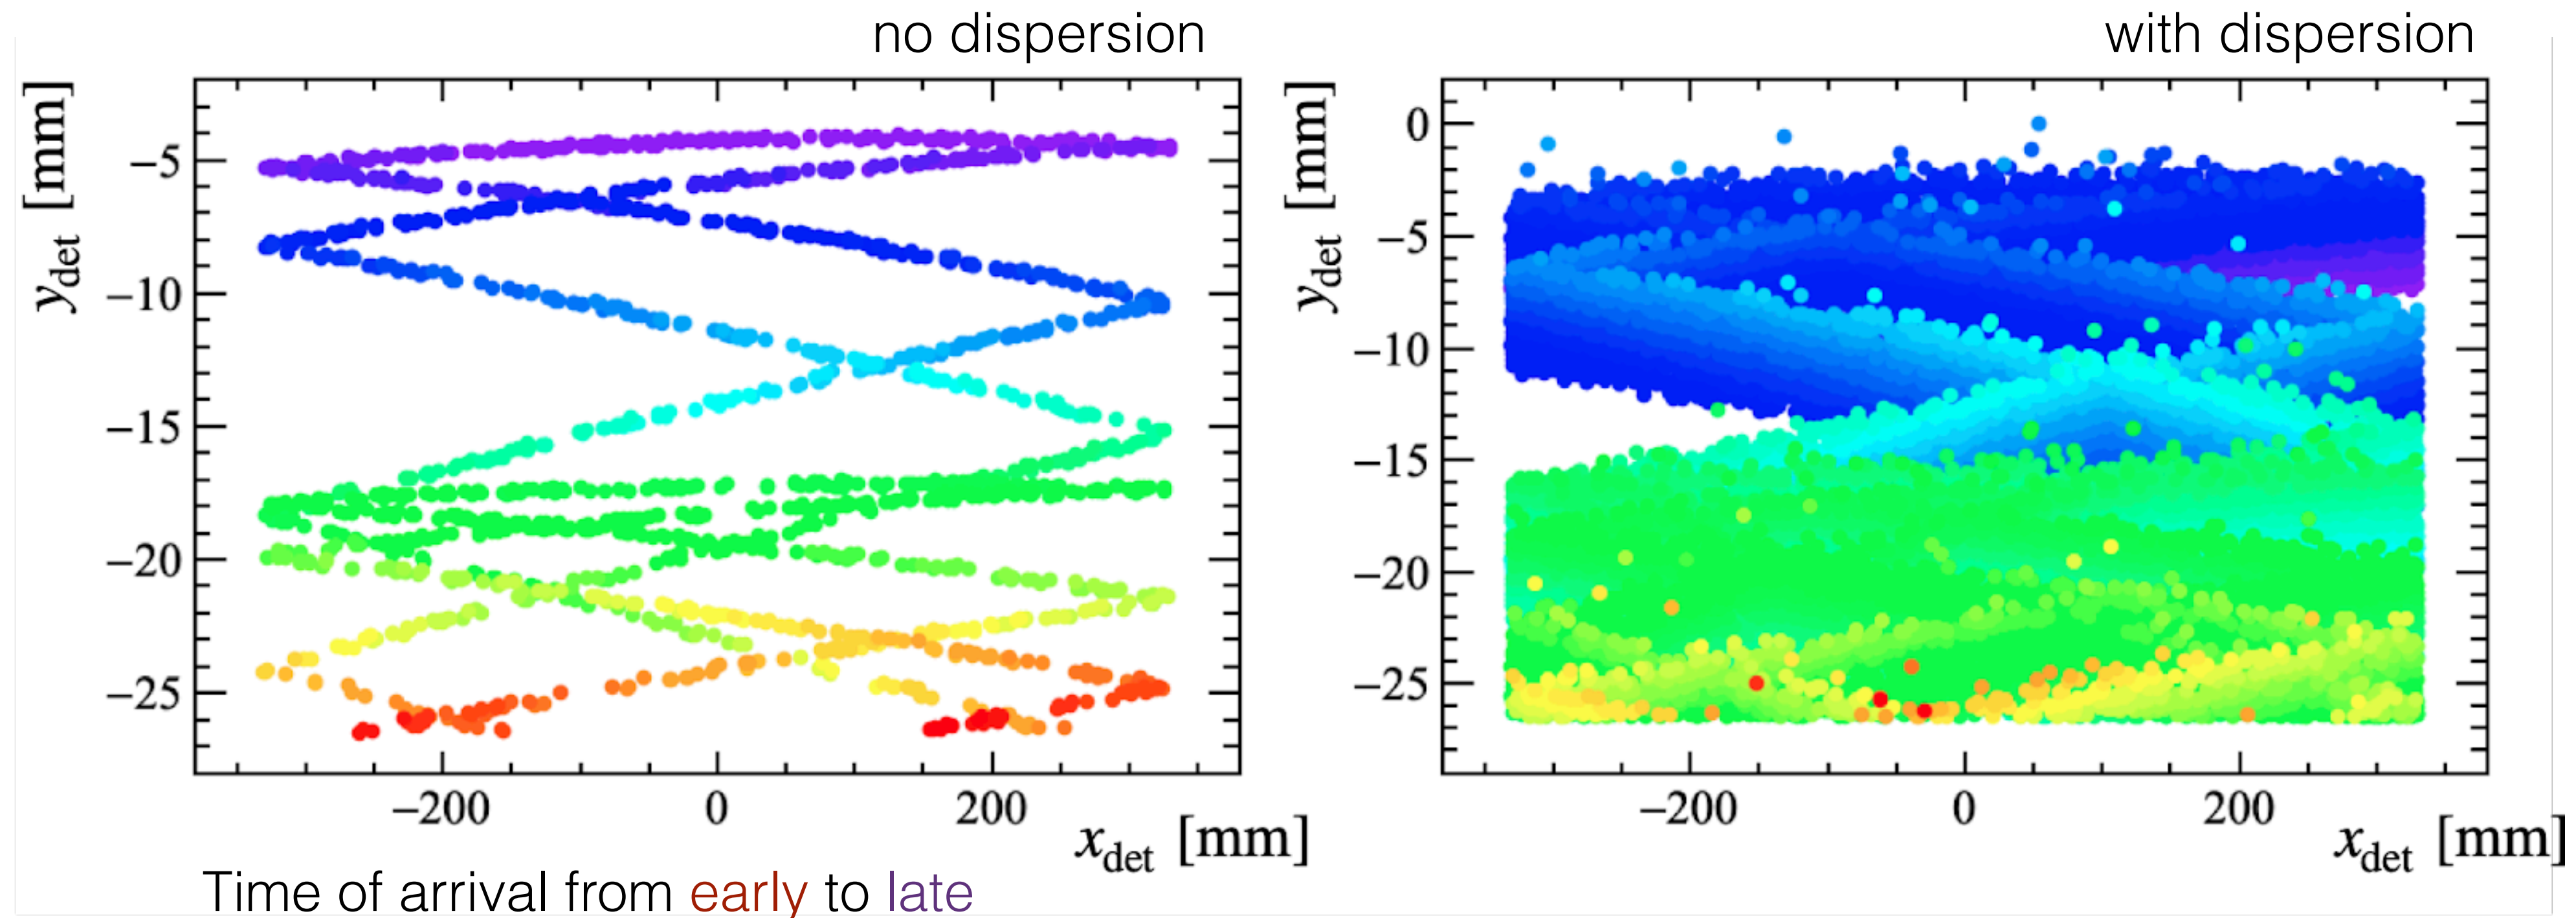 no dispersion
with dispersion
y_det [mm]
−5
−10
−15
−20
−25
−200
0
200
x_det [mm]
y_det [mm]
0
−5
−10
−15
−20
−25
−200
0
200
x_det [mm]
Time of arrival from early to late